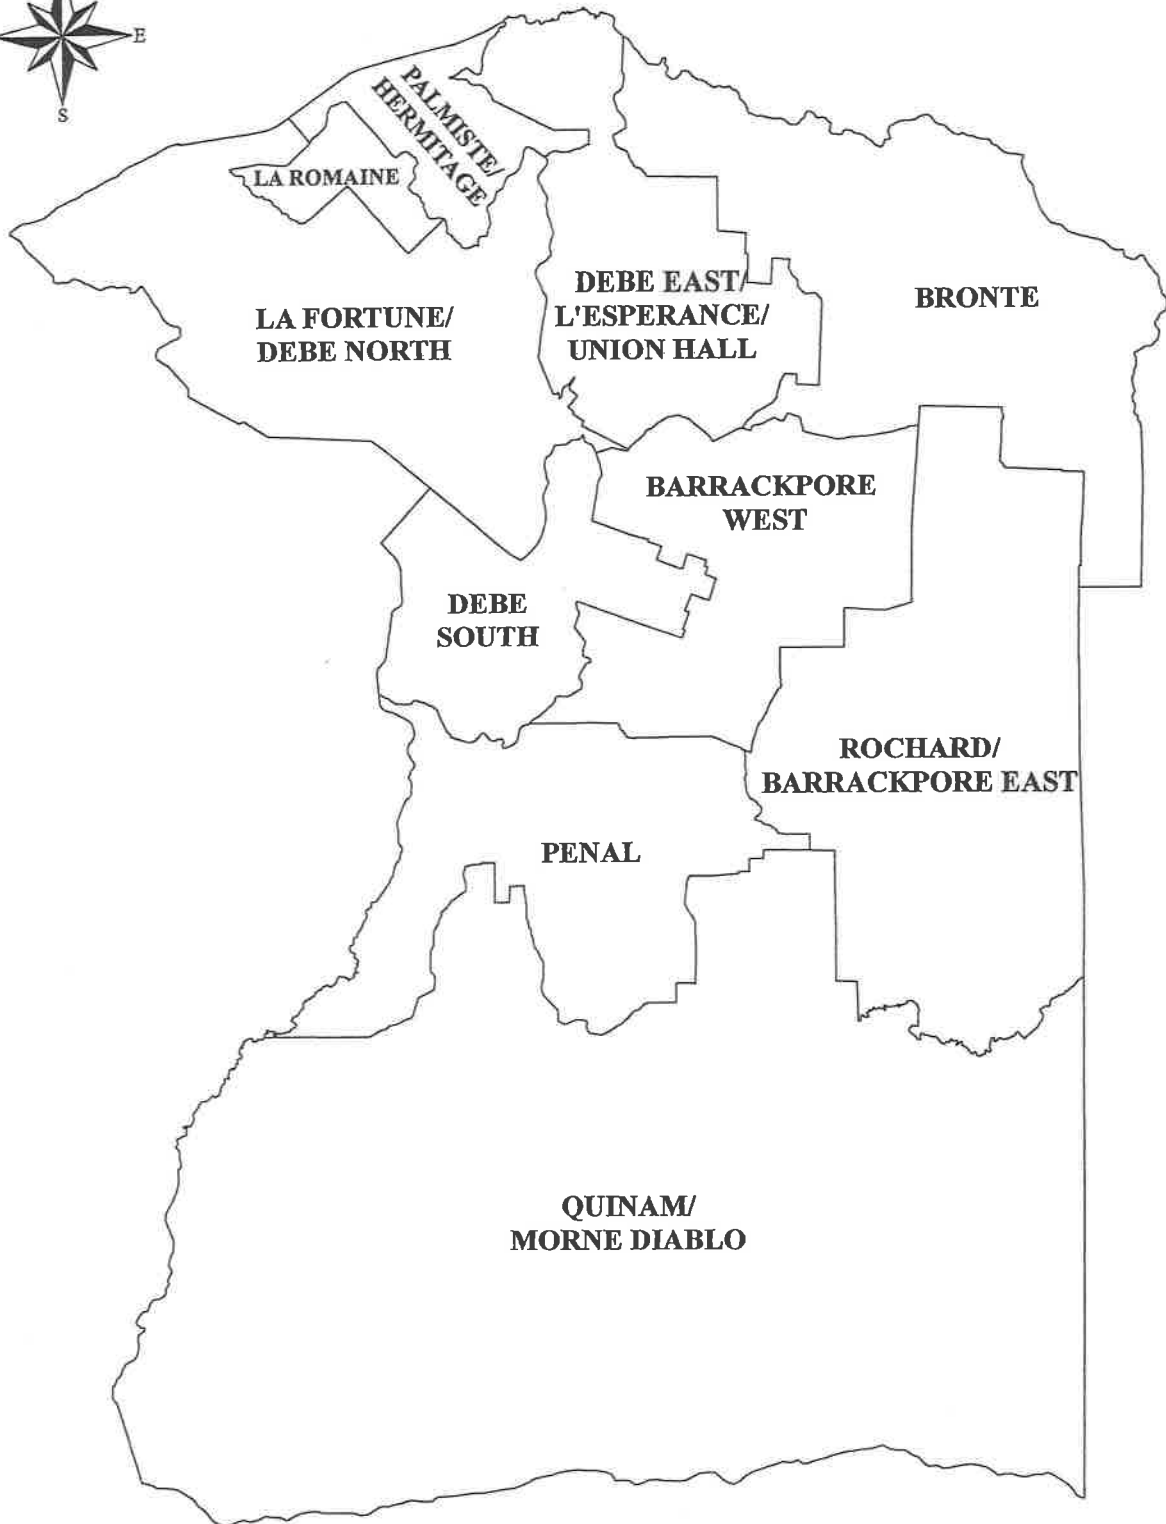 E
S
PALMISTE/
HERMITAGE
LA ROMAINE
LA FORTUNE/
DEBE NORTH
DEBE EAST/
L'ESPERANCE/
UNION HALL
BRONTE
BARRACKPORE
WEST
DEBE
SOUTH
ROCHARD/
BARRACKPORE EAST
PENAL
QUINAM/
MORNE DIABLO